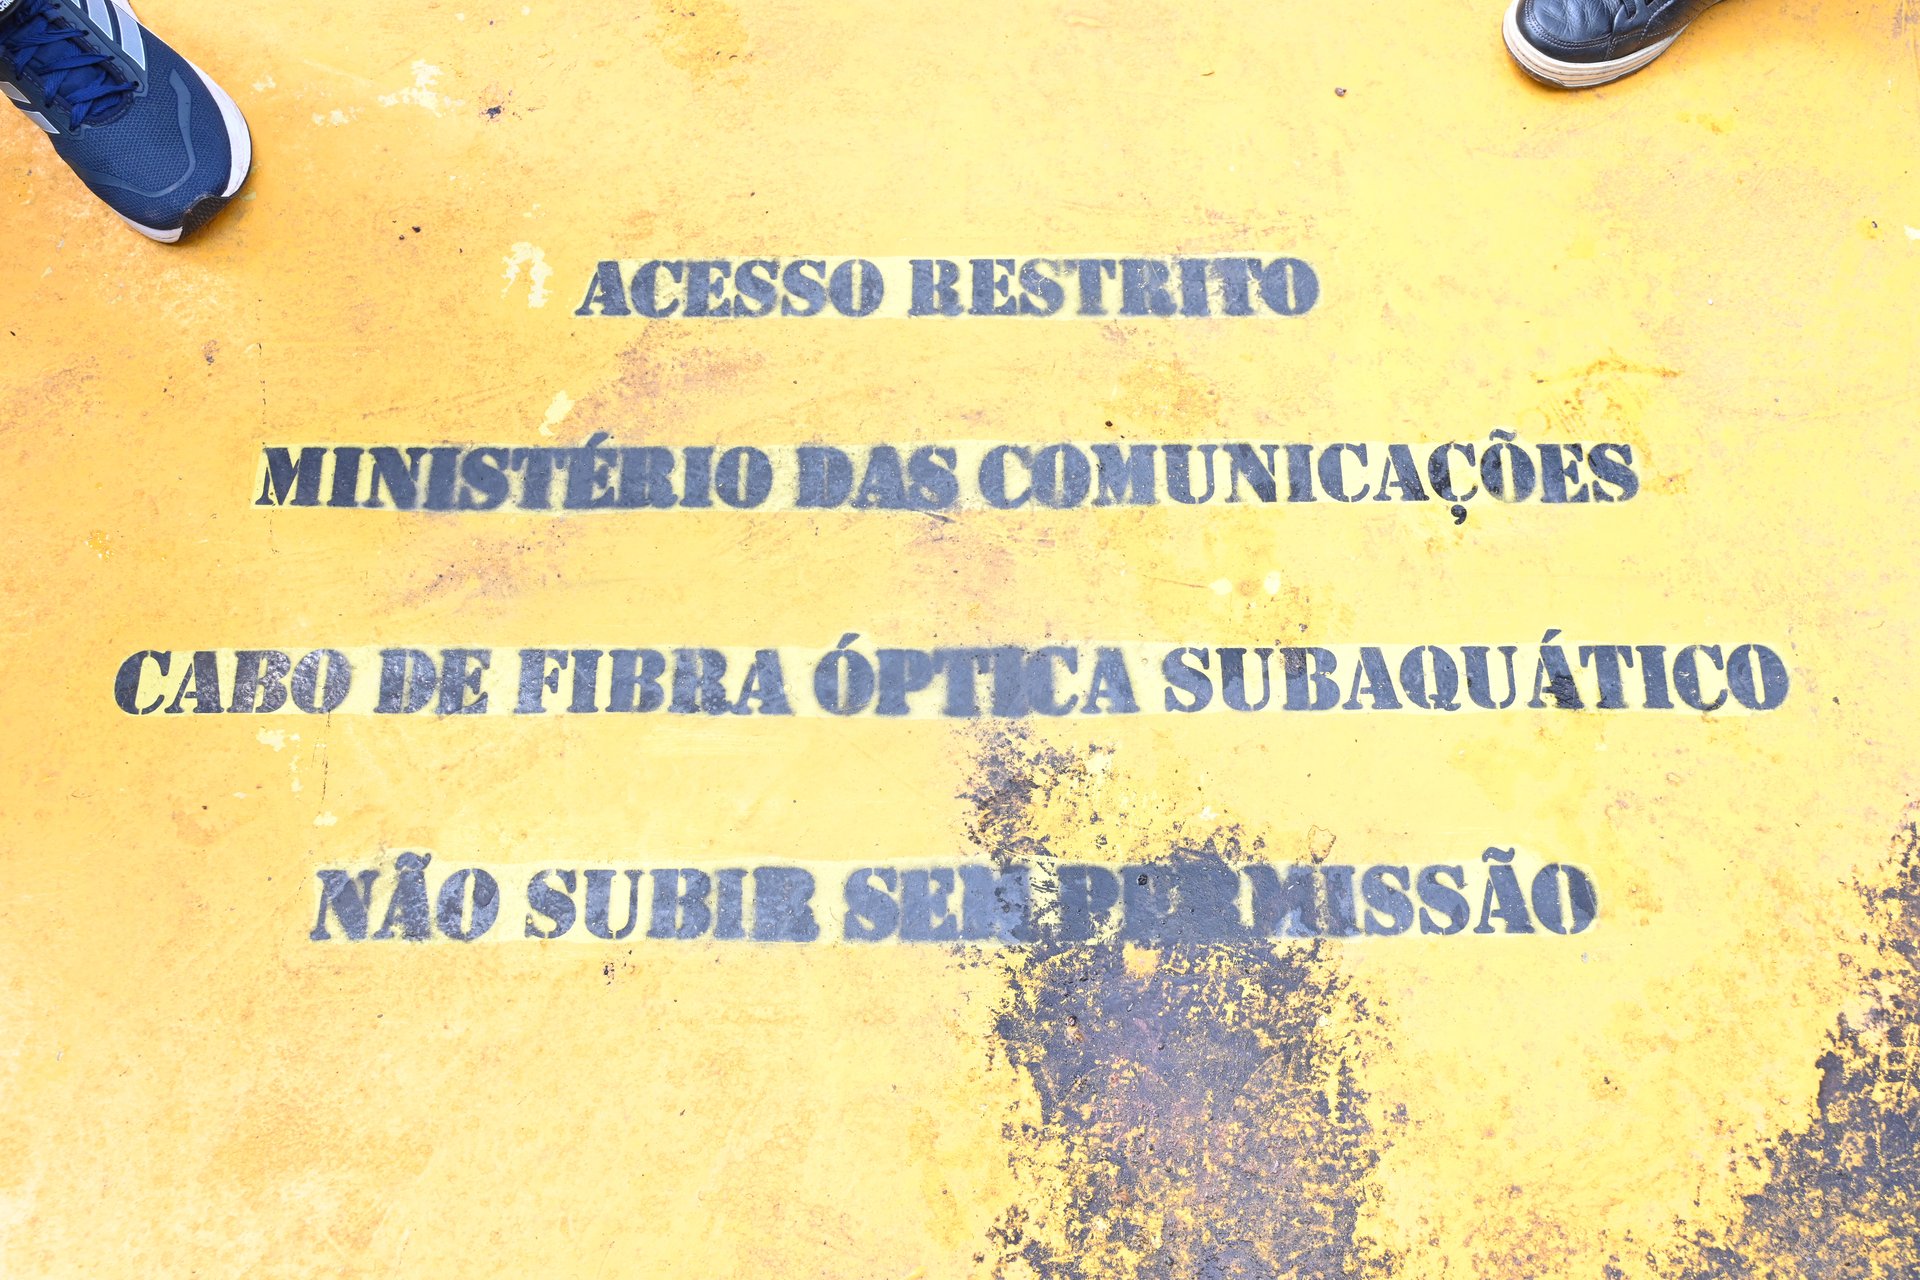 ACESSO RESTRITO
MINISTÉRIO DAS COMUNICAÇÕES
CABO DE FIBRA ÓPTICA SUBAQUÁTICO
NÃO SUBIR SEM PERMISSÃO